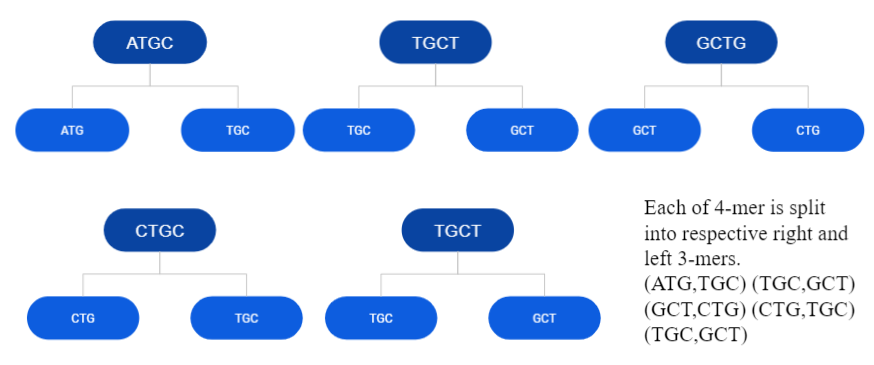 ATGC TGCT GCTG
ATG TGC TGC GCT GCT CTG
CTGC TGCT
CTG TGC TGC GCT
Each of 4-mer is split
into respective right and
left 3-mers.
(ATG,TGC) (TGC,GCT)
(GCT,CTG) (CTG,TGC)
(TGC,GCT)